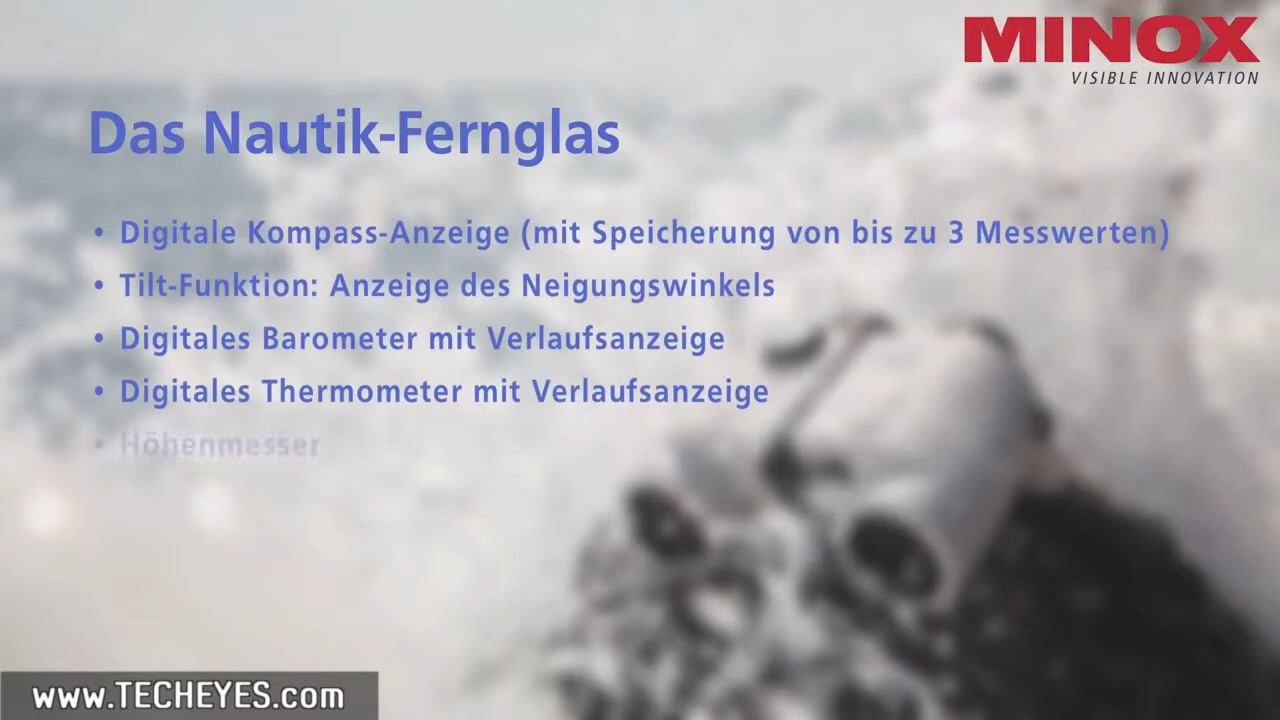 MINOX
VISIBLE INNOVATION
Das Nautik-Fernglas
• Digitale Kompass-Anzeige (mit Speicherung von bis zu 3 Messwerten)
• Tilt-Funktion: Anzeige des Neigungswinkels
• Digitales Barometer mit Verlaufsanzeige
• Digitales Thermometer mit Verlaufsanzeige
• Höhenmesser
www.TECHEYES.com